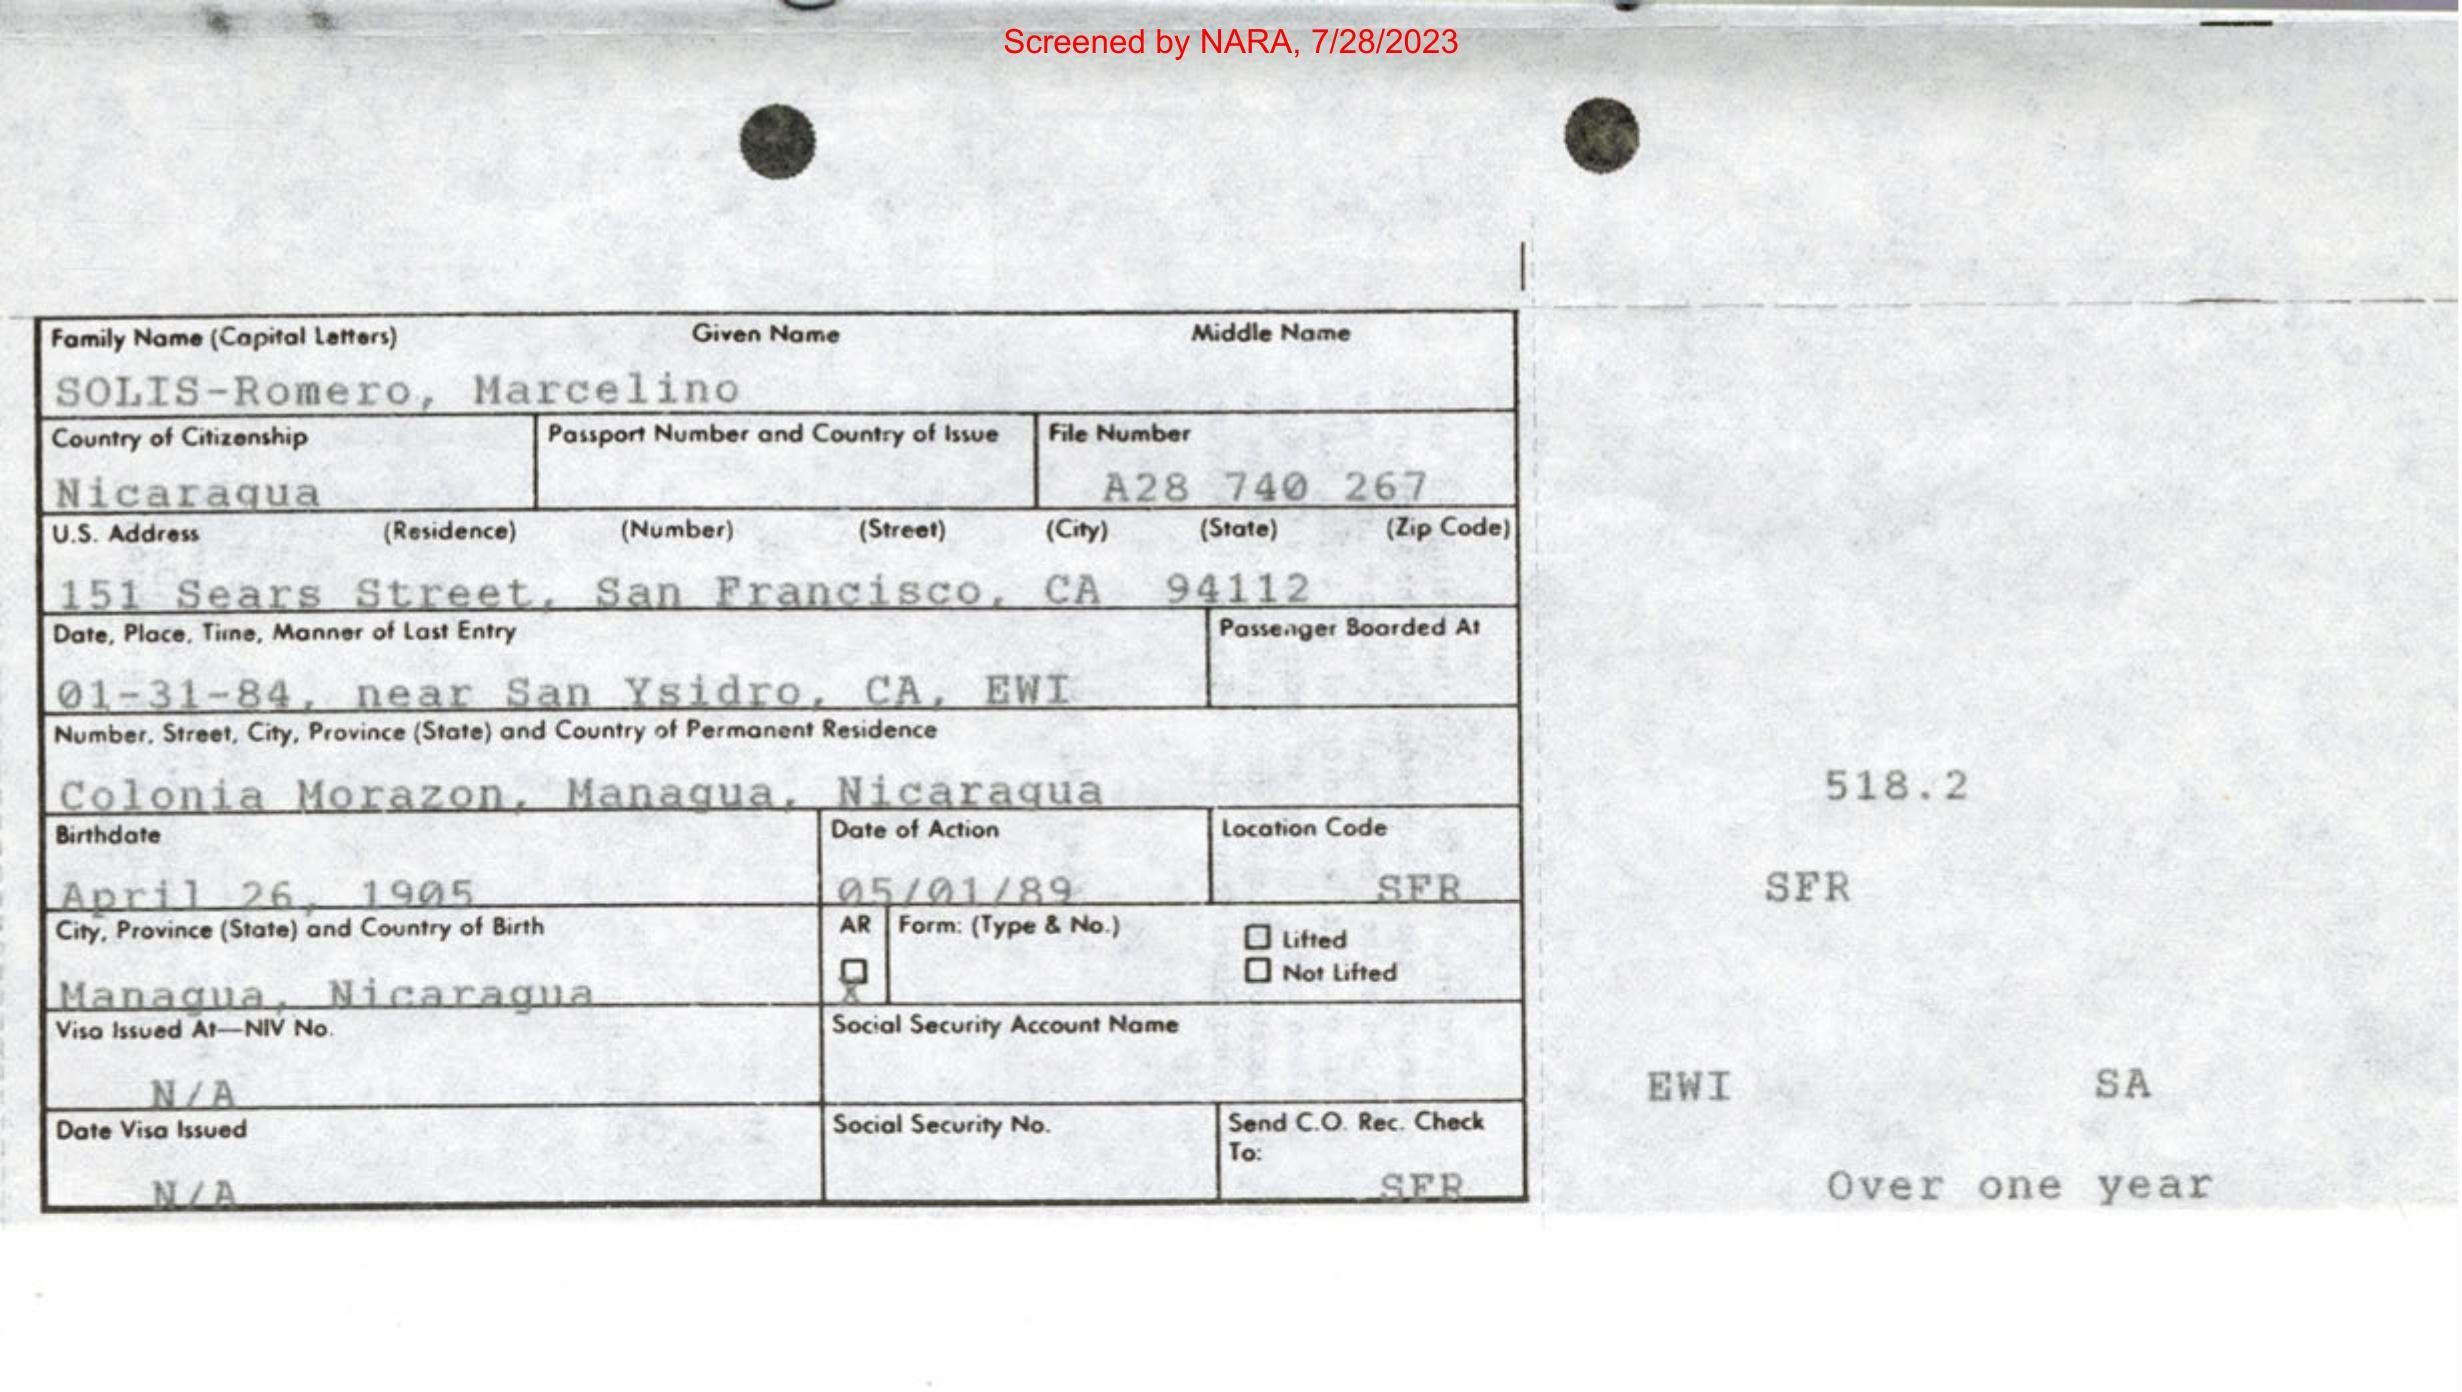 Screened by NARA, 7/28/2023
Family Name (Capital Letters) Given Name Middle Name
SOLIS-Romero, Marcelino
Country of Citizenship Passport Number and Country of Issue File Number
Nicaragua A28 740 267
U.S. Address (Residence) (Number) (Street) (City) (State) (Zip Code)
151 Sears Street, San Francisco, CA 94112
Date, Place, Time, Manner of Last Entry Passenger Boarded At
01-31-84, near San Ysidro, CA, EWI
Number, Street, City, Province (State) and Country of Permanent Residence
Colonia Morazon, Managua, Nicaragua 518.2
Birthdate Date of Action Location Code
April 26, 1905 05/01/89 SFR SFR
City, Province (State) and Country of Birth AR Form: (Type & No.) Lifted
Not Lifted
Managua, Nicaragua X
Visa Issued At—NIV No. Social Security Account Name
N/A EWI SA
Date Visa Issued Social Security No. Send C.O. Rec. Check
To:
N/A SFR Over one year